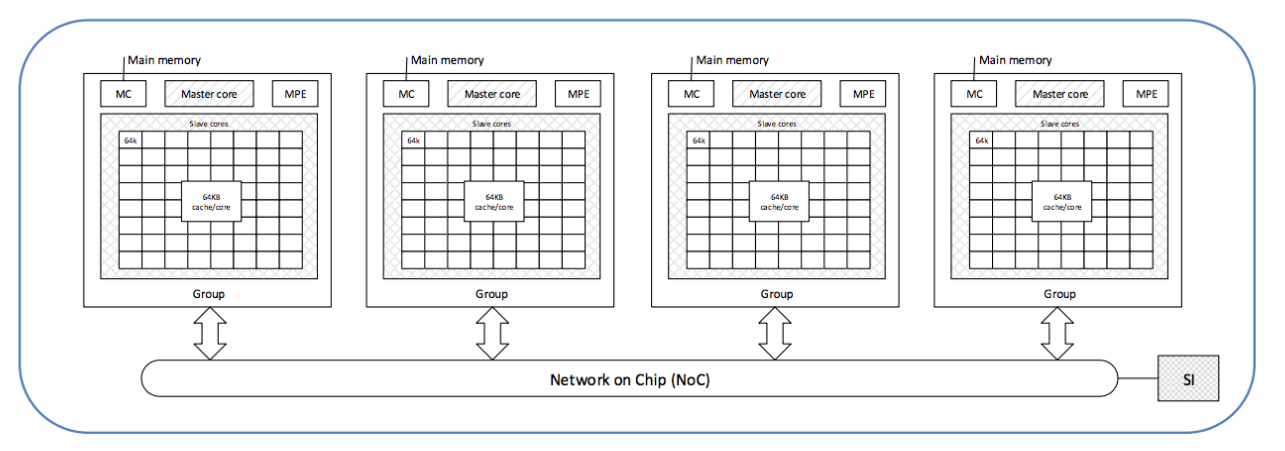 Main memory
MC
Master core
MPE
Slave cores
64k
64KB
cache/core
Group
Main memory
MC
Master core
MPE
Slave cores
64k
64KB
cache/core
Group
Main memory
MC
Master core
MPE
Slave cores
64k
64KB
cache/core
Group
Main memory
MC
Master core
MPE
Slave cores
64k
64KB
cache/core
Group
Network on Chip (NoC)
SI